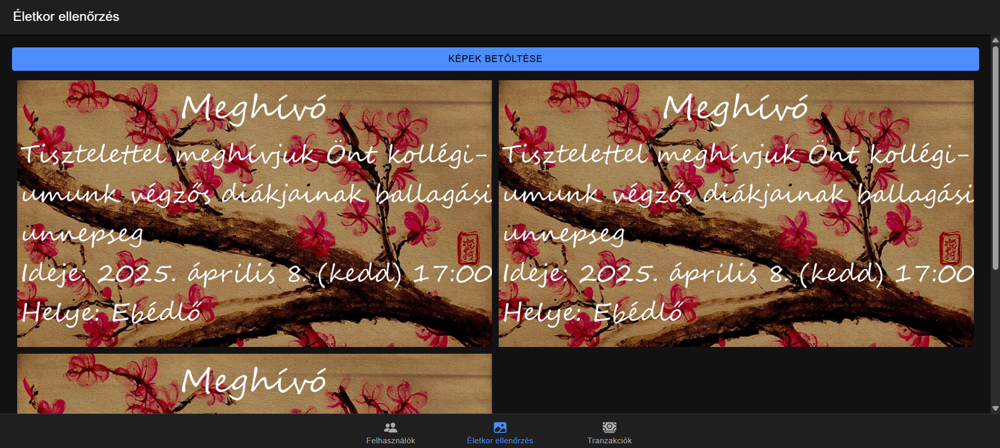 Életkor ellenőrzés
KÉPEK BETÖLTÉSE
Meghívó
Tisztelettel meghívjuk Önt kollégi-
umunk végzős diákjainak ballagási
ünnepség
Ideje: 2025. április 8. (kedd) 17:00
Helye: Ebédlő
Meghívó
Tisztelettel meghívjuk Önt kollégi-
umunk végzős diákjainak ballagási
ünnepség
Ideje: 2025. április 8. (kedd) 17:00
Helye: Ebédlő
Meghívó
Felhasználók
Életkor ellenőrzés
Tranzakciók